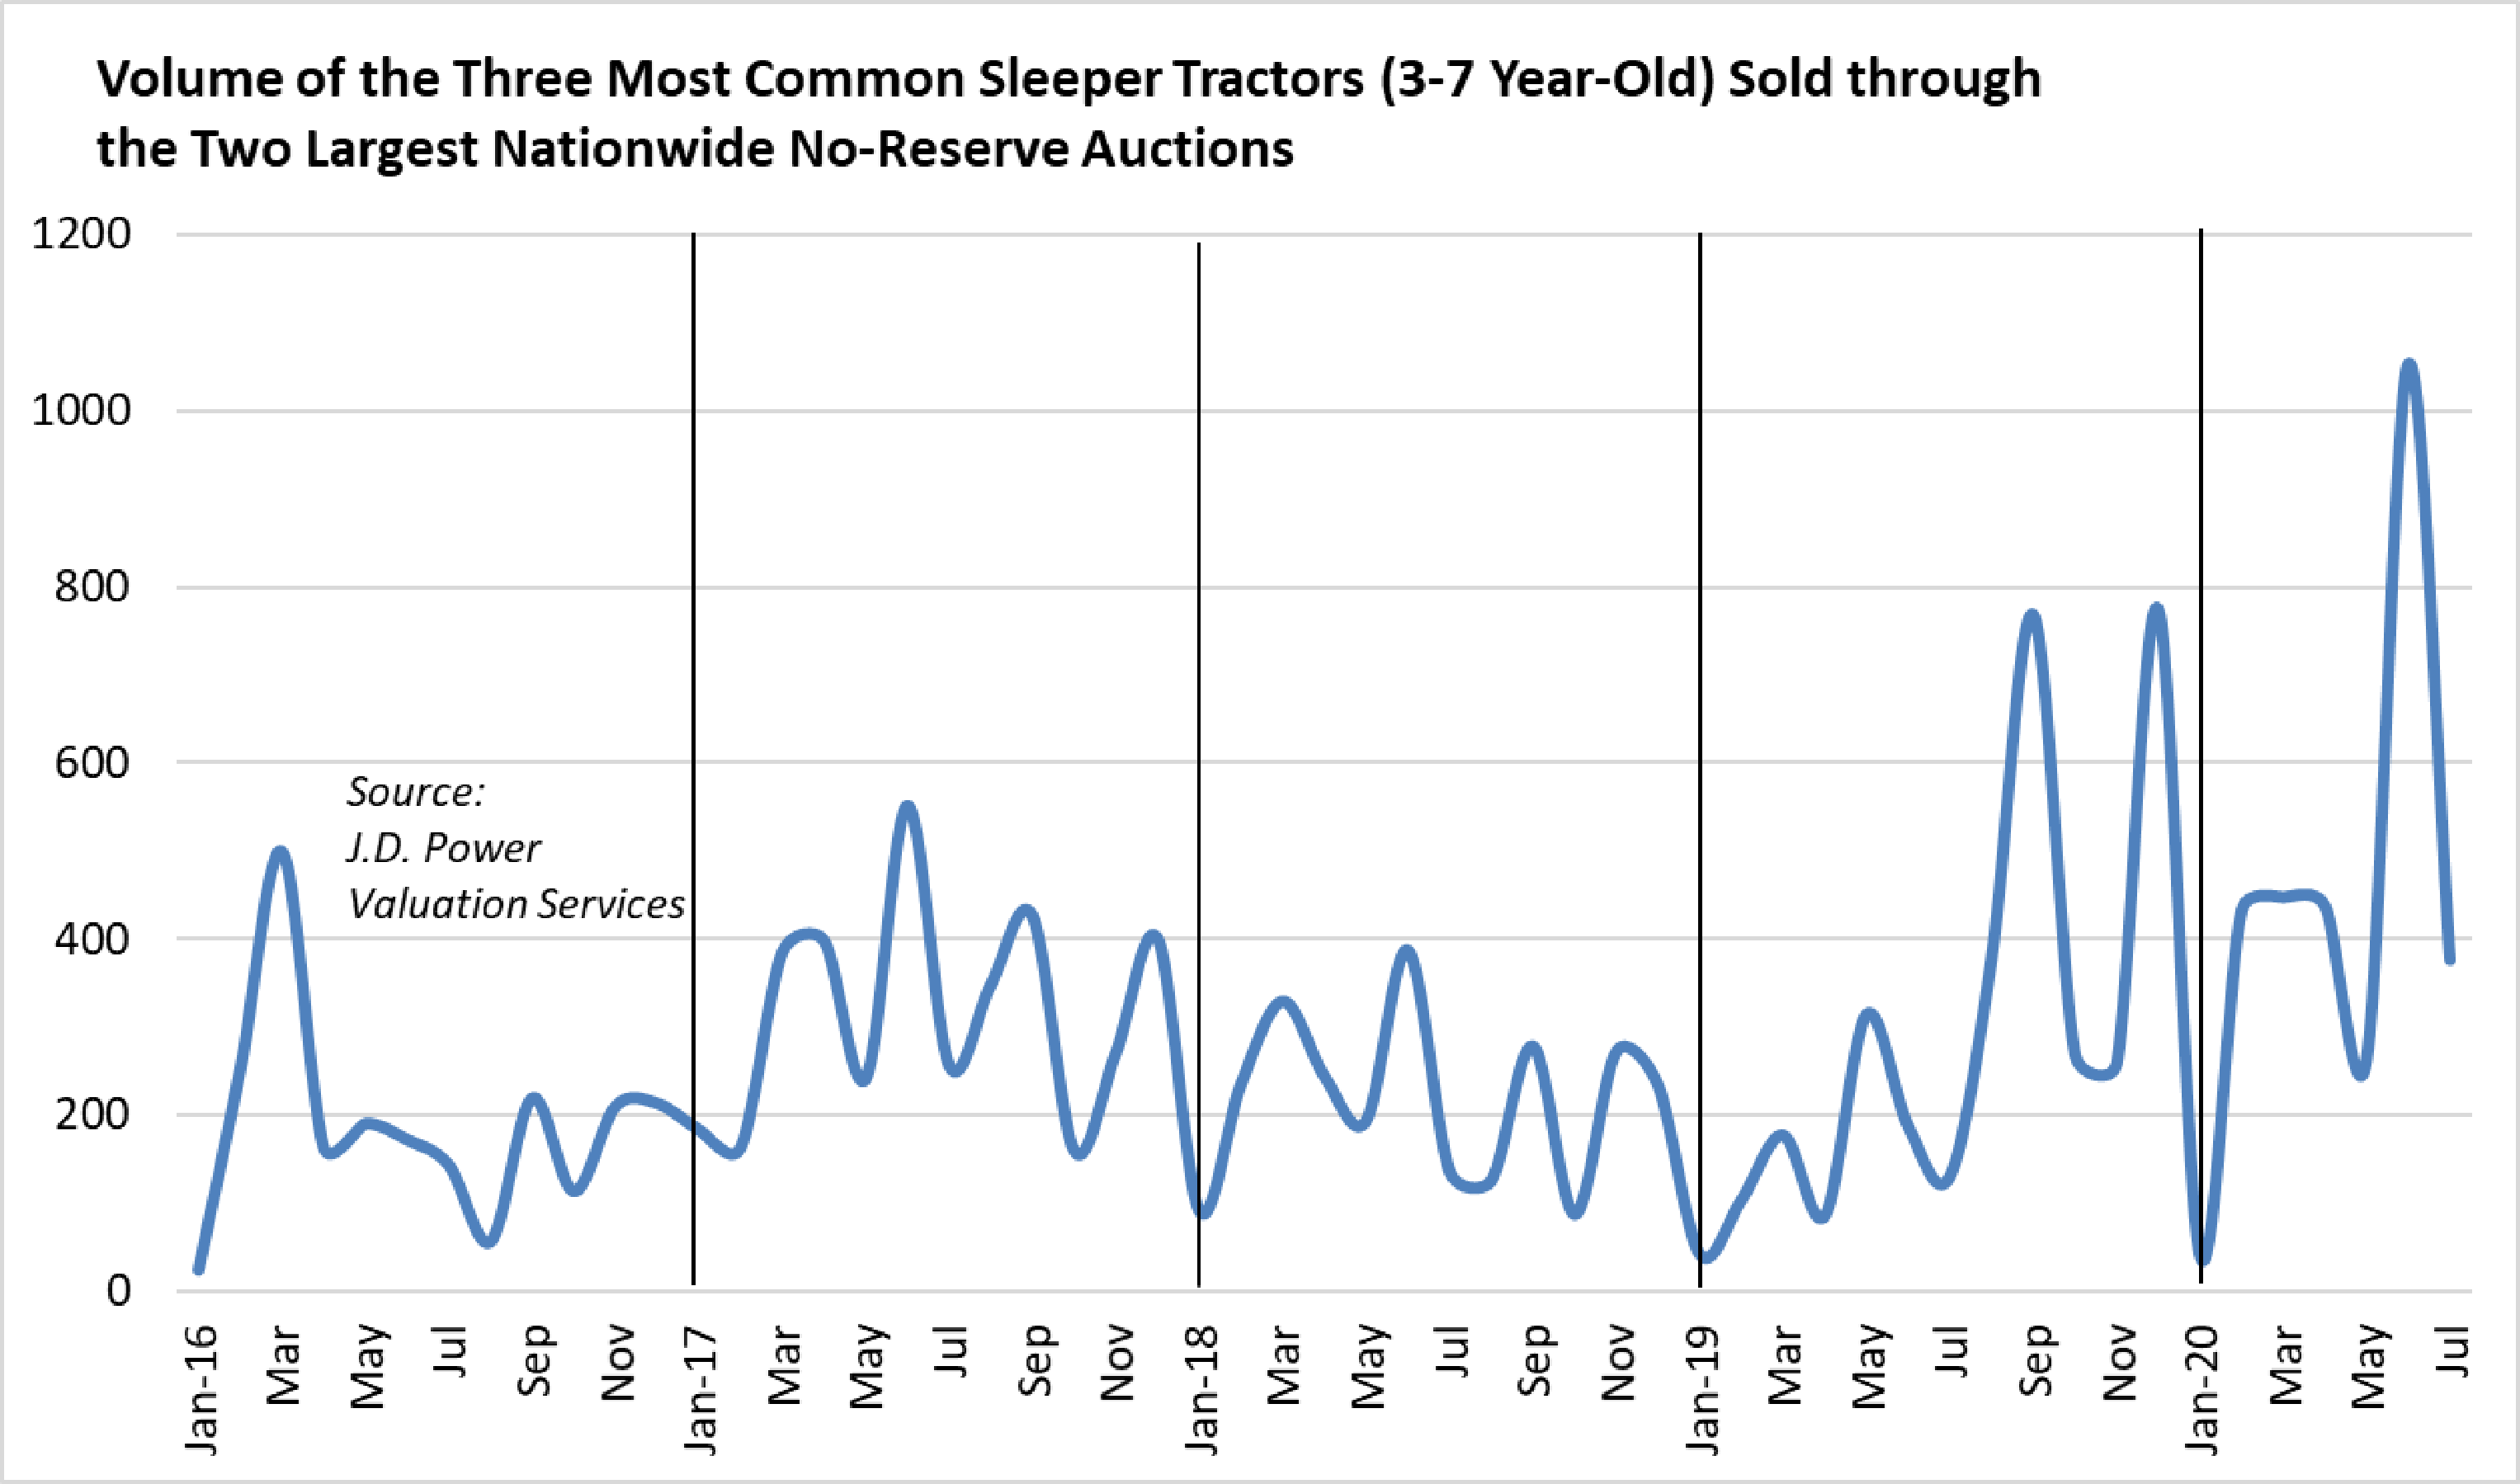 Volume of the Three Most Common Sleeper Tractors (3-7 Year-Old) Sold through
the Two Largest Nationwide No-Reserve Auctions
1200
1000
800
600
400
200
0
Source:
J.D. Power
Valuation Services
Jan-16
Mar
May
Jul
Sep
Nov
Jan-17
Mar
May
Jul
Sep
Nov
Jan-18
Mar
May
Jul
Sep
Nov
Jan-19
Mar
May
Jul
Sep
Nov
Jan-20
Mar
May
Jul